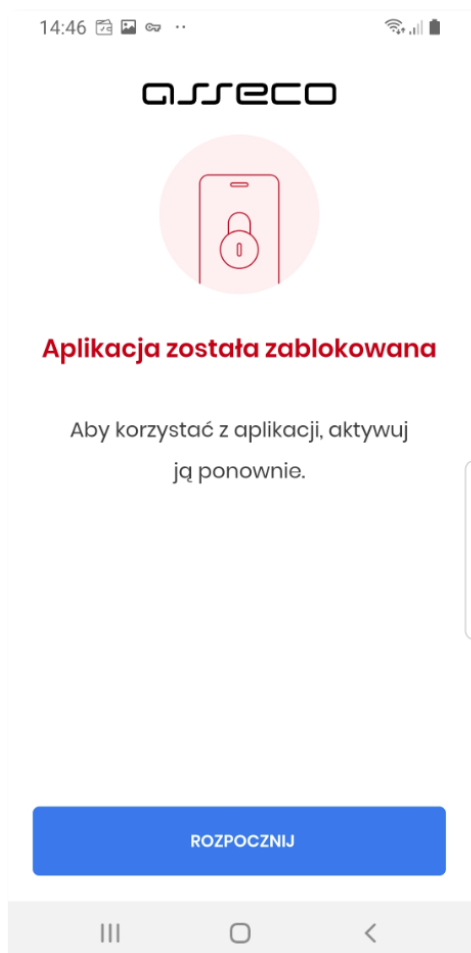 14:46
asseco
Aplikacja została zablokowana
Aby korzystać z aplikacji, aktywuj
ją ponownie.
ROZPOCZNIJ